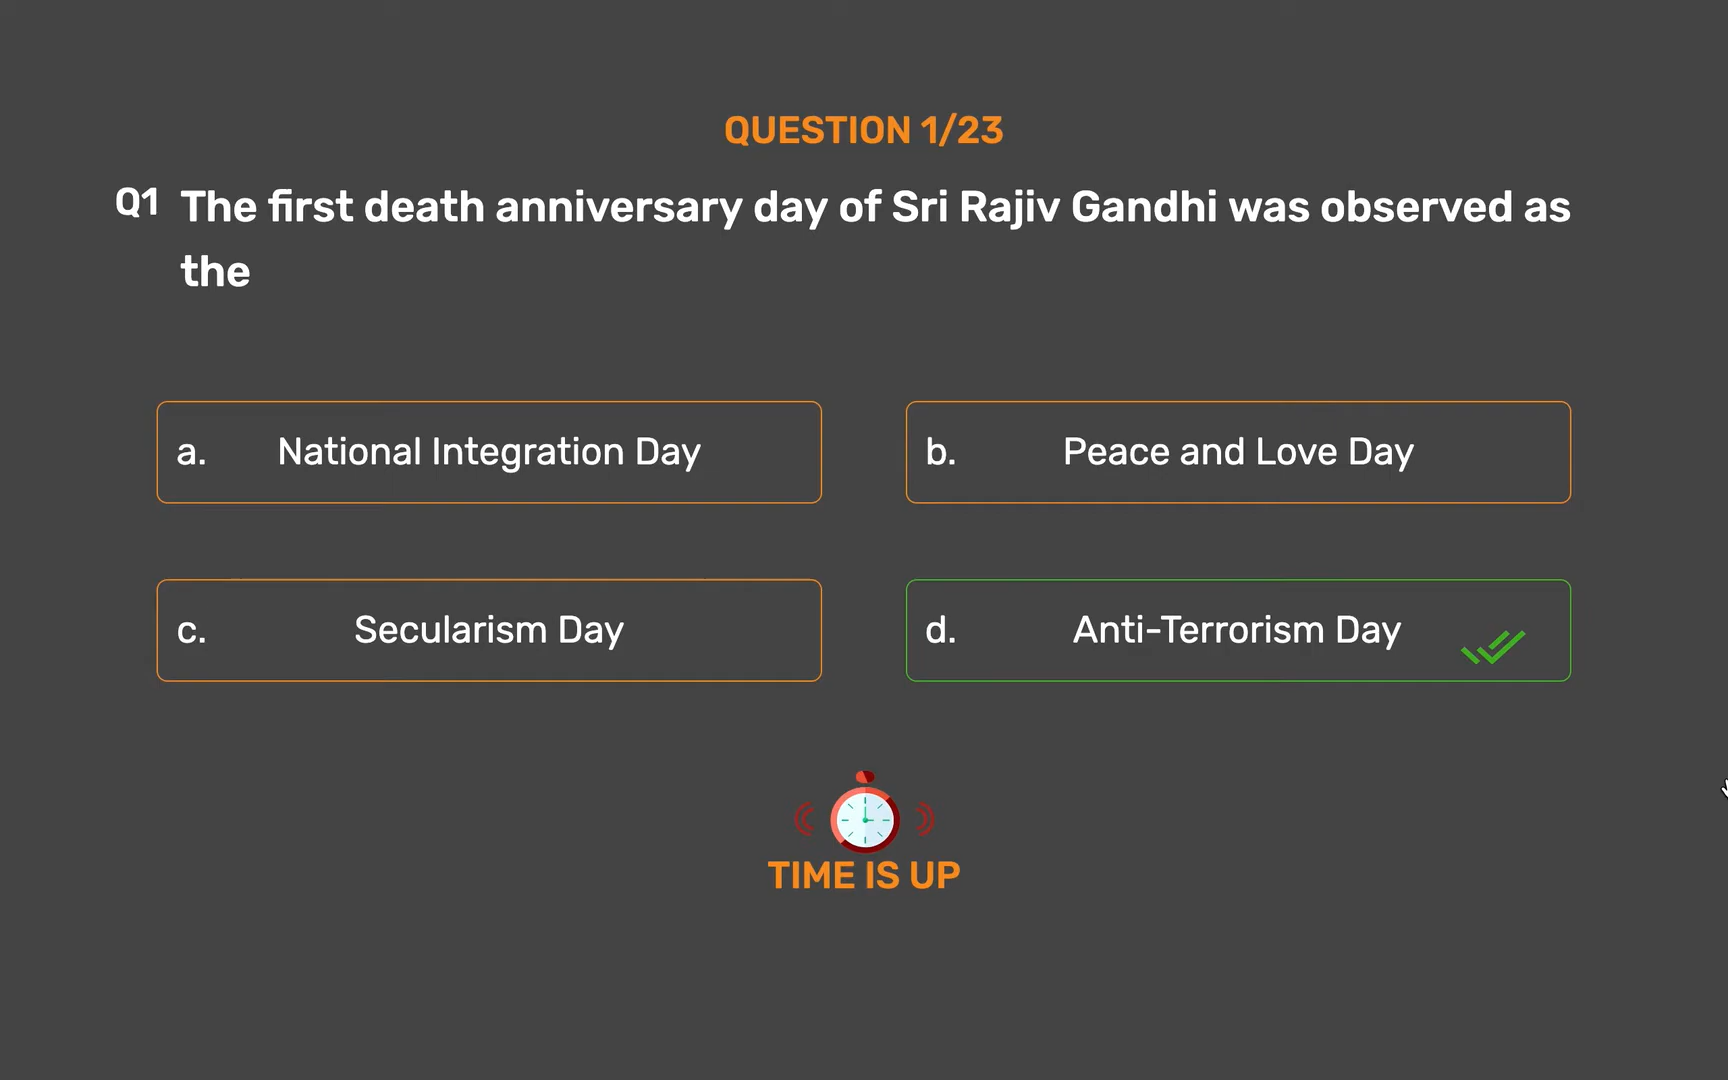 QUESTION 1/23
Q1 The first death anniversary day of Sri Rajiv Gandhi was observed as
the
a. National Integration Day
b. Peace and Love Day
c. Secularism Day
d. Anti-Terrorism Day
TIME IS UP